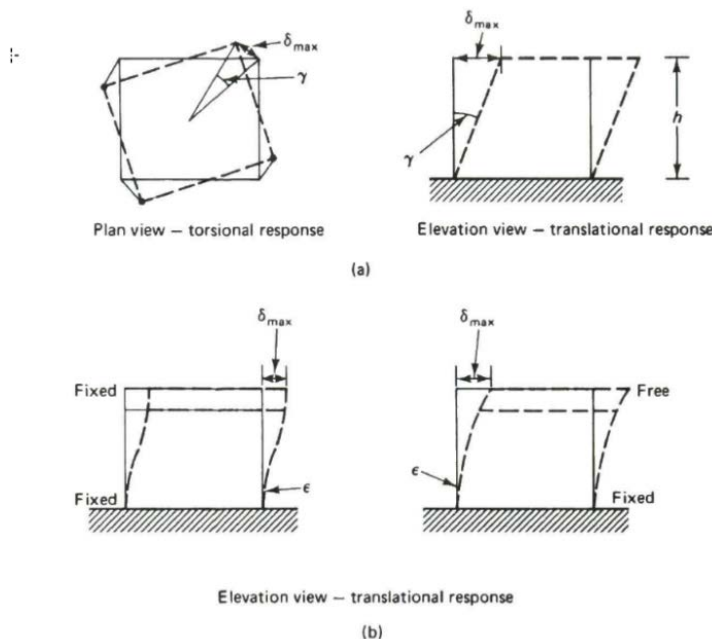 δmax
γ
Plan view — torsional response
δmax
γ
h
Elevation view — translational response
(a)
δmax
Fixed
ϵ
Fixed
δmax
Free
ϵ
Fixed
Elevation view — translational response
(b)